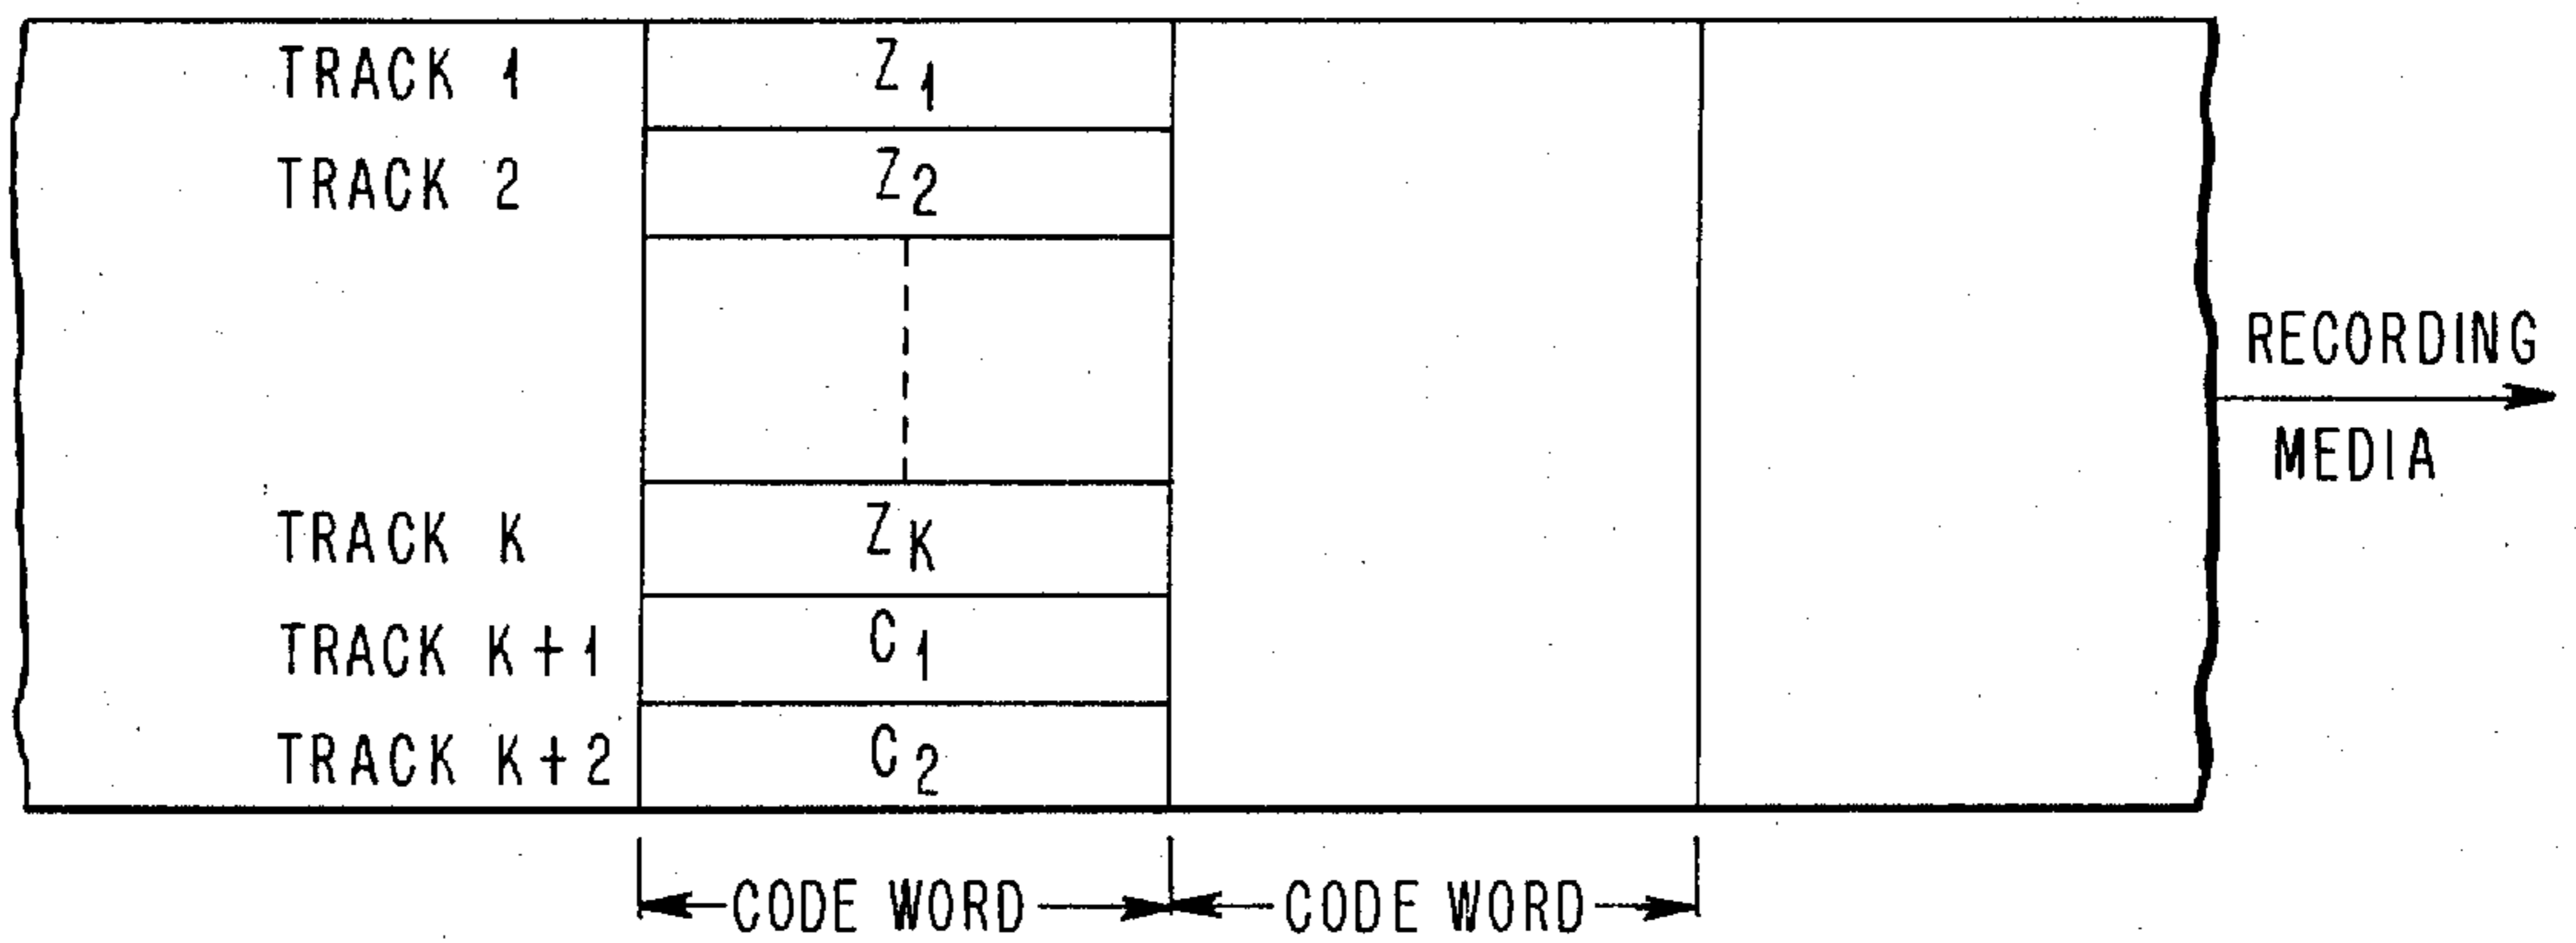 TRACK 1 Z1
TRACK 2 Z2
TRACK K ZK
TRACK K+1 C1
TRACK K+2 C2
RECORDING
MEDIA
CODE WORD CODE WORD